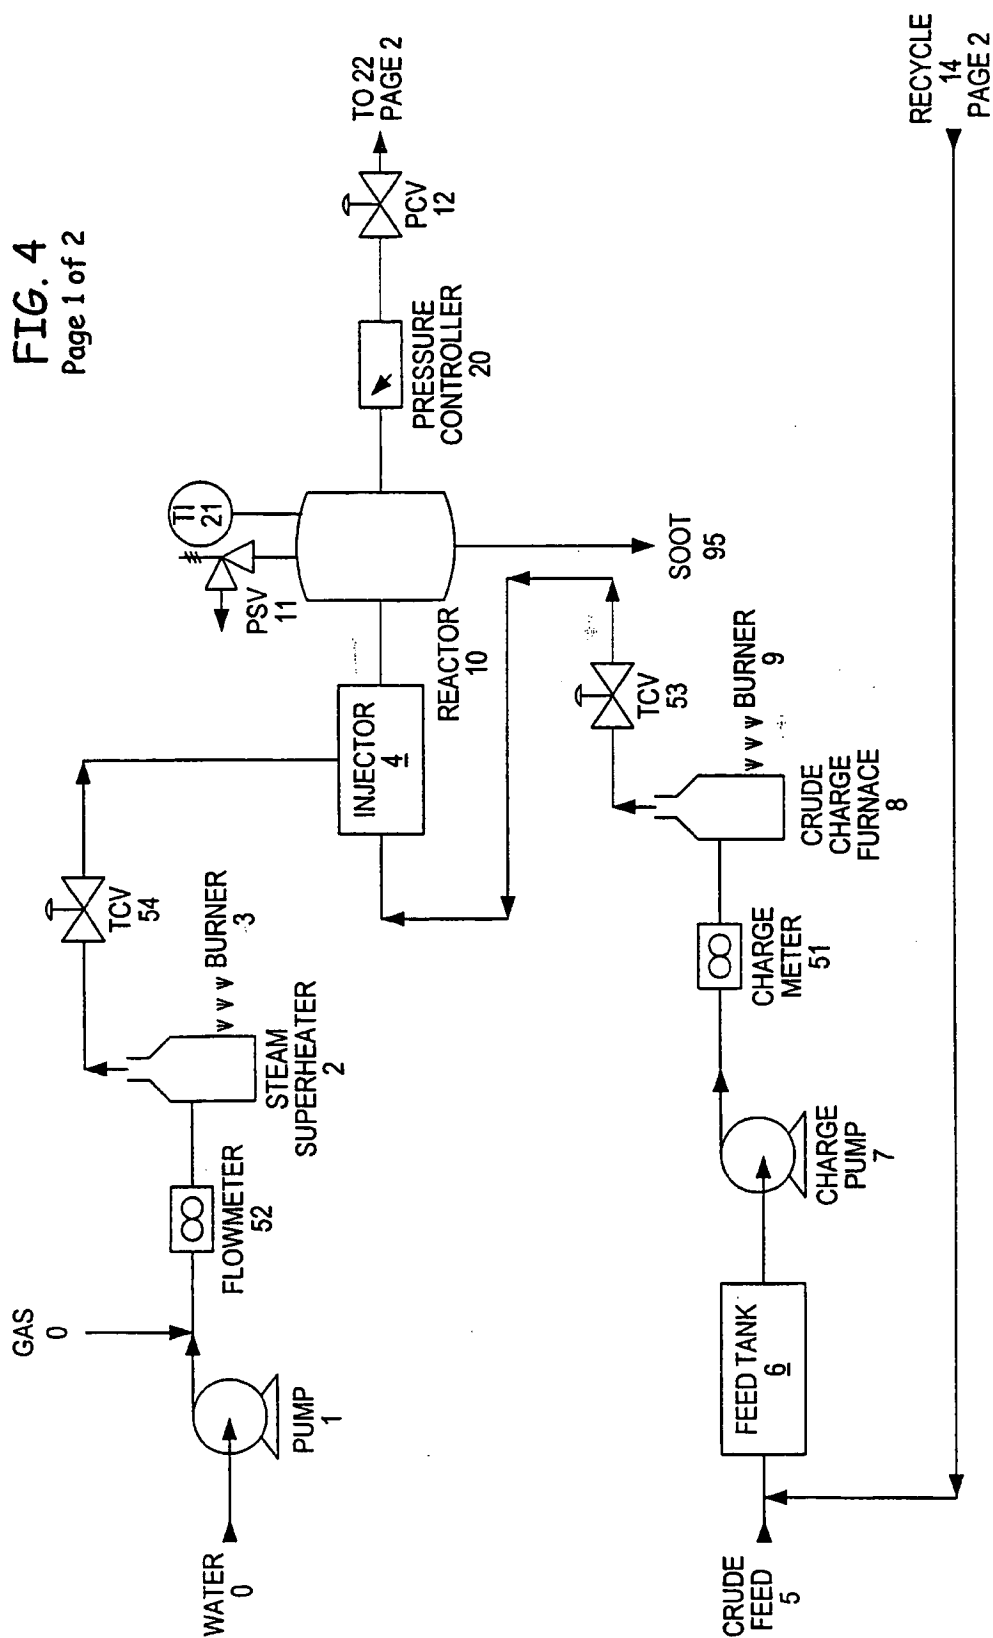 FIG. 4
Page 1 of 2
GAS
0
WATER
0
PUMP
1
FLOWMETER
52
STEAM
SUPERHEATER
2
BURNER
3
TCV
54
INJECTOR
4
PSV
11
TI
21
REACTOR
10
PRESSURE
CONTROLLER
20
PCV
12
TO 22
PAGE 2
SOOT
95
CRUDE
FEED
5
FEED TANK
6
CHARGE
PUMP
7
CHARGE
METER
51
CRUDE
CHARGE
FURNACE
8
BURNER
9
TCV
53
RECYCLE
14
PAGE 2